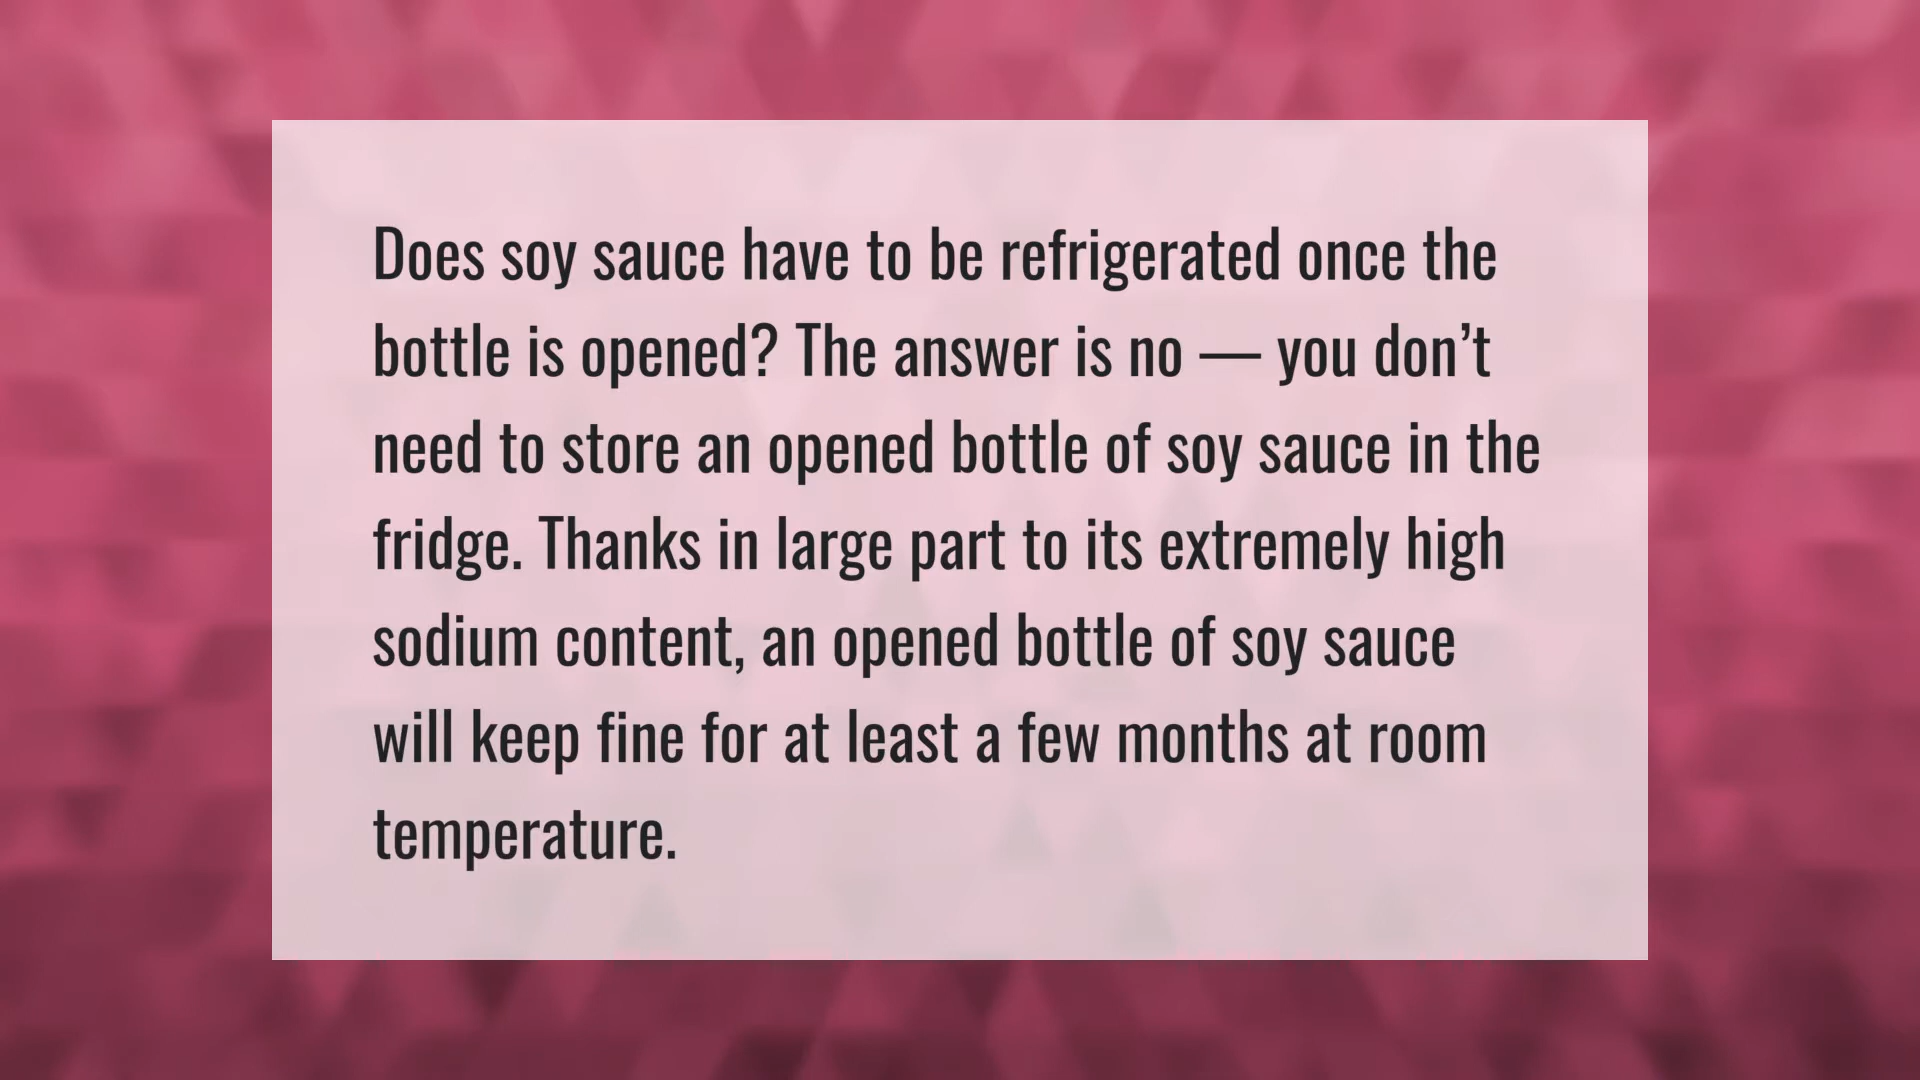 Does soy sauce have to be refrigerated once the
bottle is opened? The answer is no — you don’t
need to store an opened bottle of soy sauce in the
fridge. Thanks in large part to its extremely high
sodium content, an opened bottle of soy sauce
will keep fine for at least a few months at room
temperature.